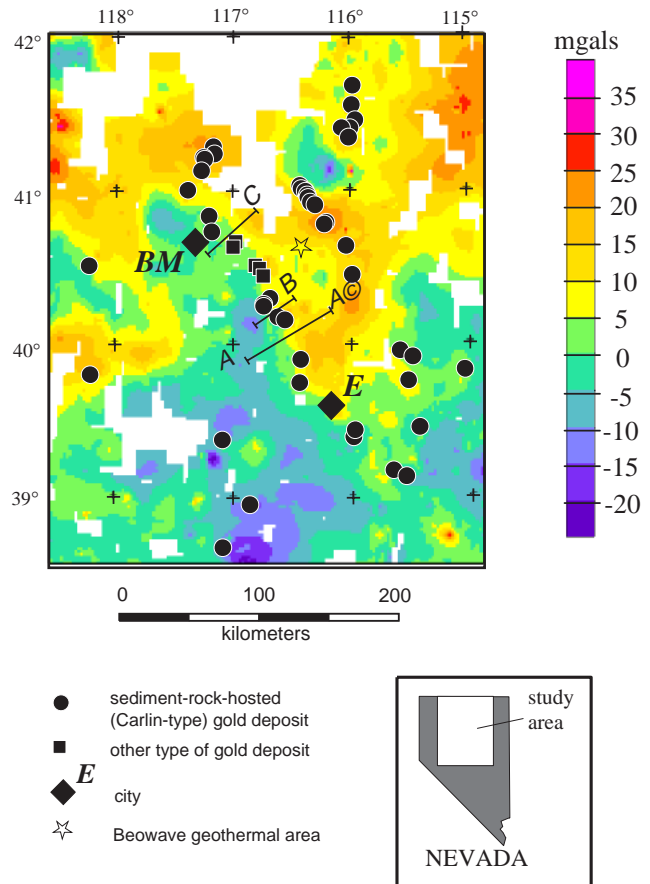 118° 117° 116° 115°
42°
41°
40°
39°
C
BM
B
A©
A
E
mgals
35
30
25
20
15
10
5
0
-5
-10
-15
-20
0 100 200
kilometers
sediment-rock-hosted
(Carlin-type) gold deposit
other type of gold deposit
E
city
Beowave geothermal area
study
area
NEVADA